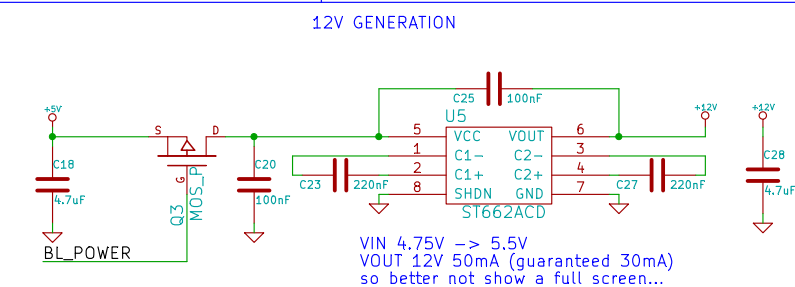 12V GENERATION
+5V
S
D
G
C18
4.7uF
Q3
MOS_P
C20
100nF
BL_POWER
C25
100nF
U5
5
VCC
VOUT
6
1
C1-
C2-
3
2
C1+
C2+
4
8
SHDN
GND
7
ST662ACD
C23
220nF
C27
220nF
+12V
+12V
C28
4.7uF
VIN 4.75V -> 5.5V
VOUT 12V 50mA (guaranteed 30mA)
so better not show a full screen...